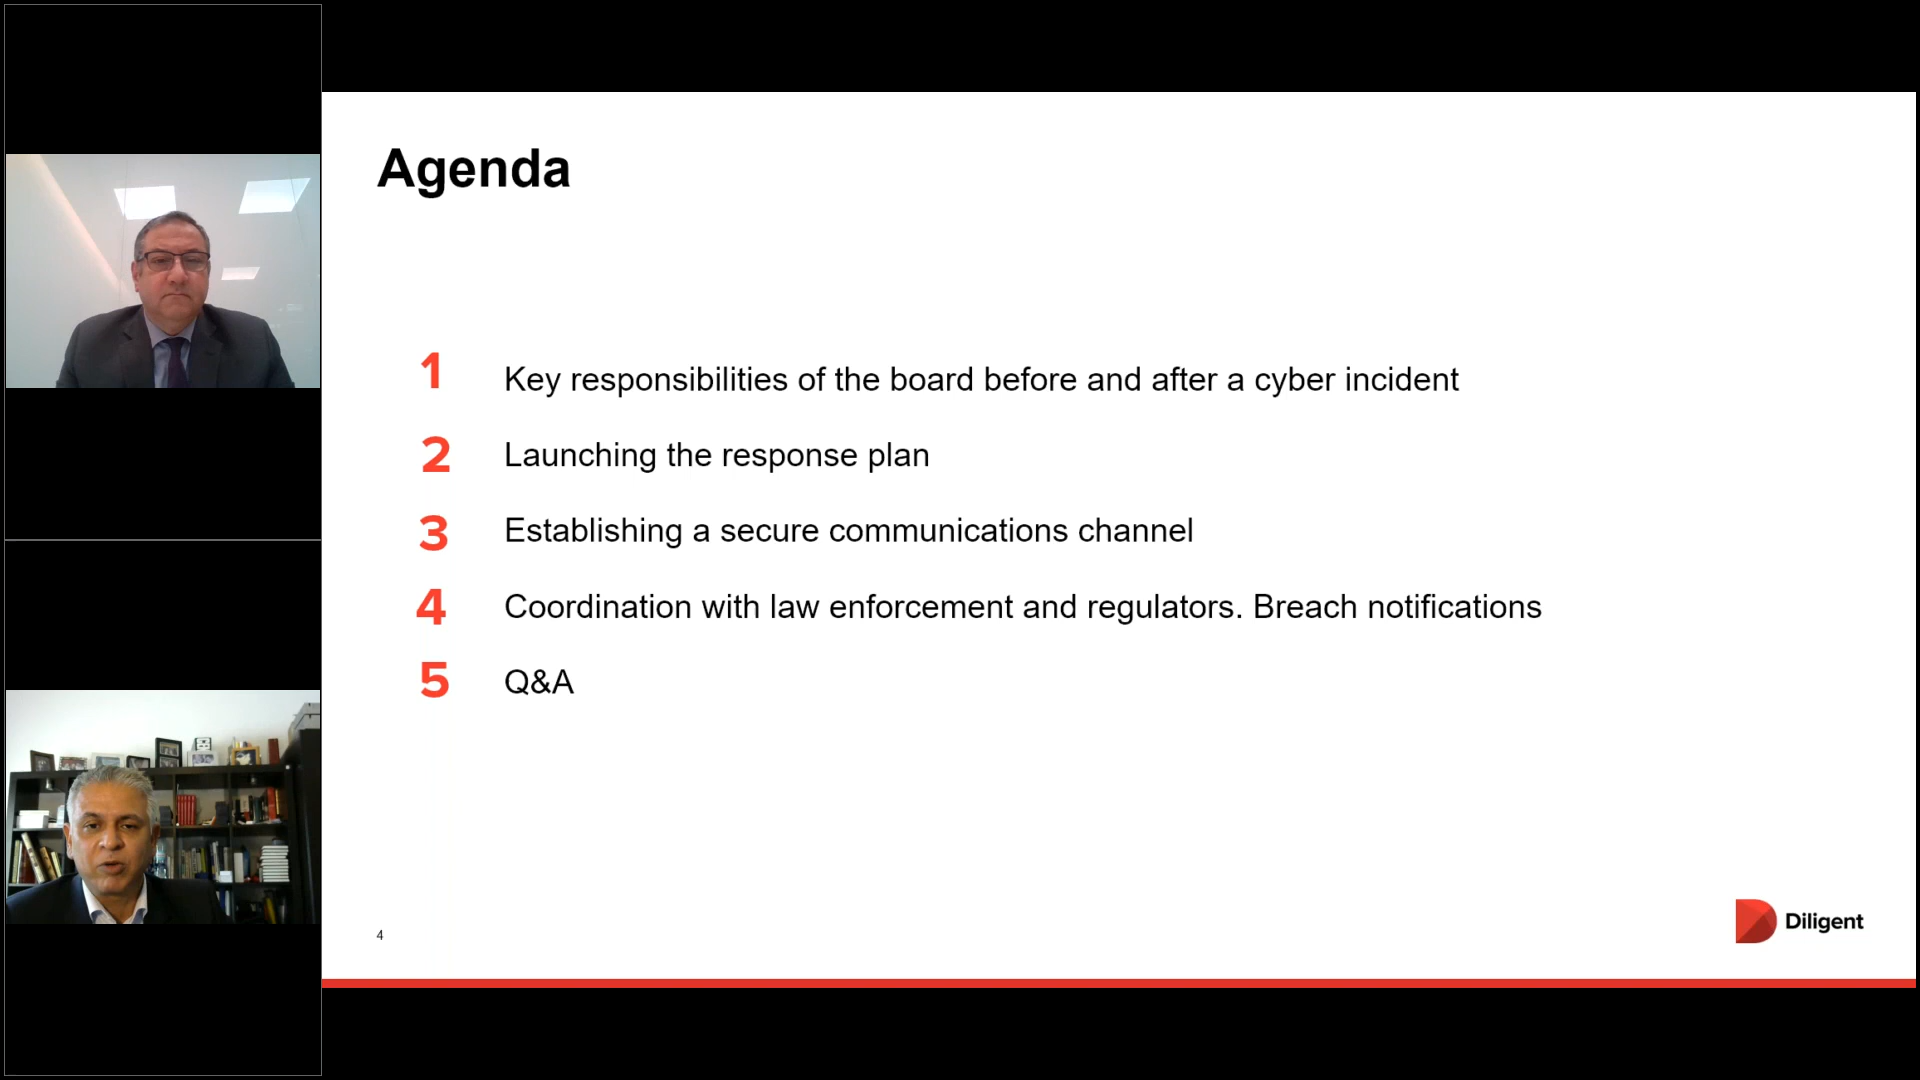 Agenda
1 Key responsibilities of the board before and after a cyber incident
2 Launching the response plan
3 Establishing a secure communications channel
4 Coordination with law enforcement and regulators. Breach notifications
5 Q&A
4
Diligent